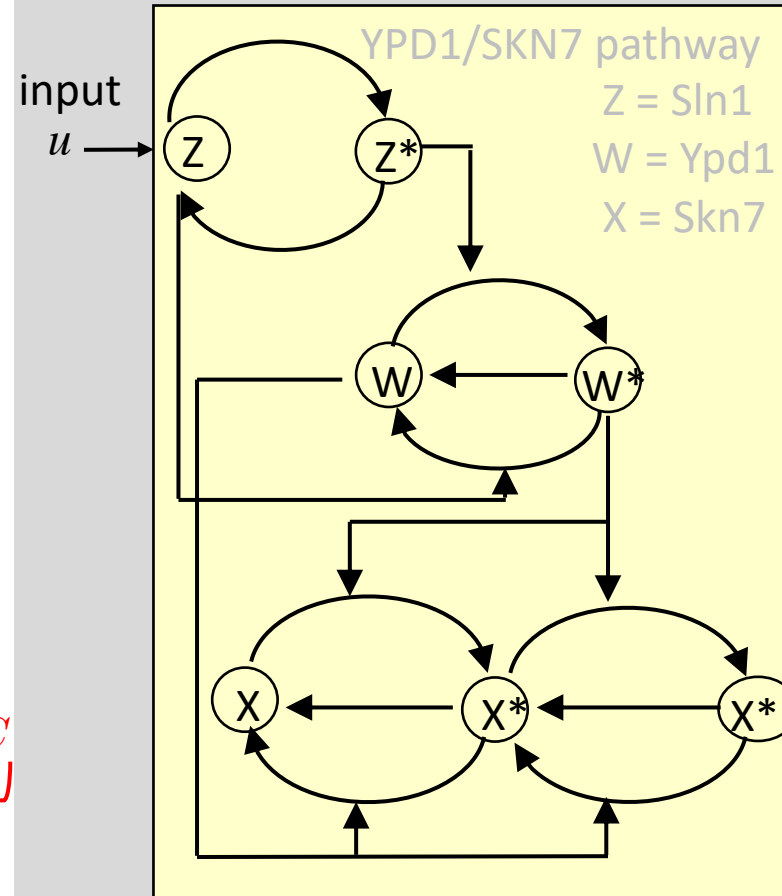 YPD1/SKN7 pathway
input
Z = Sln1
u
Z
Z*
W = Ypd1
X = Skn7
W
W*
X
X*
X*